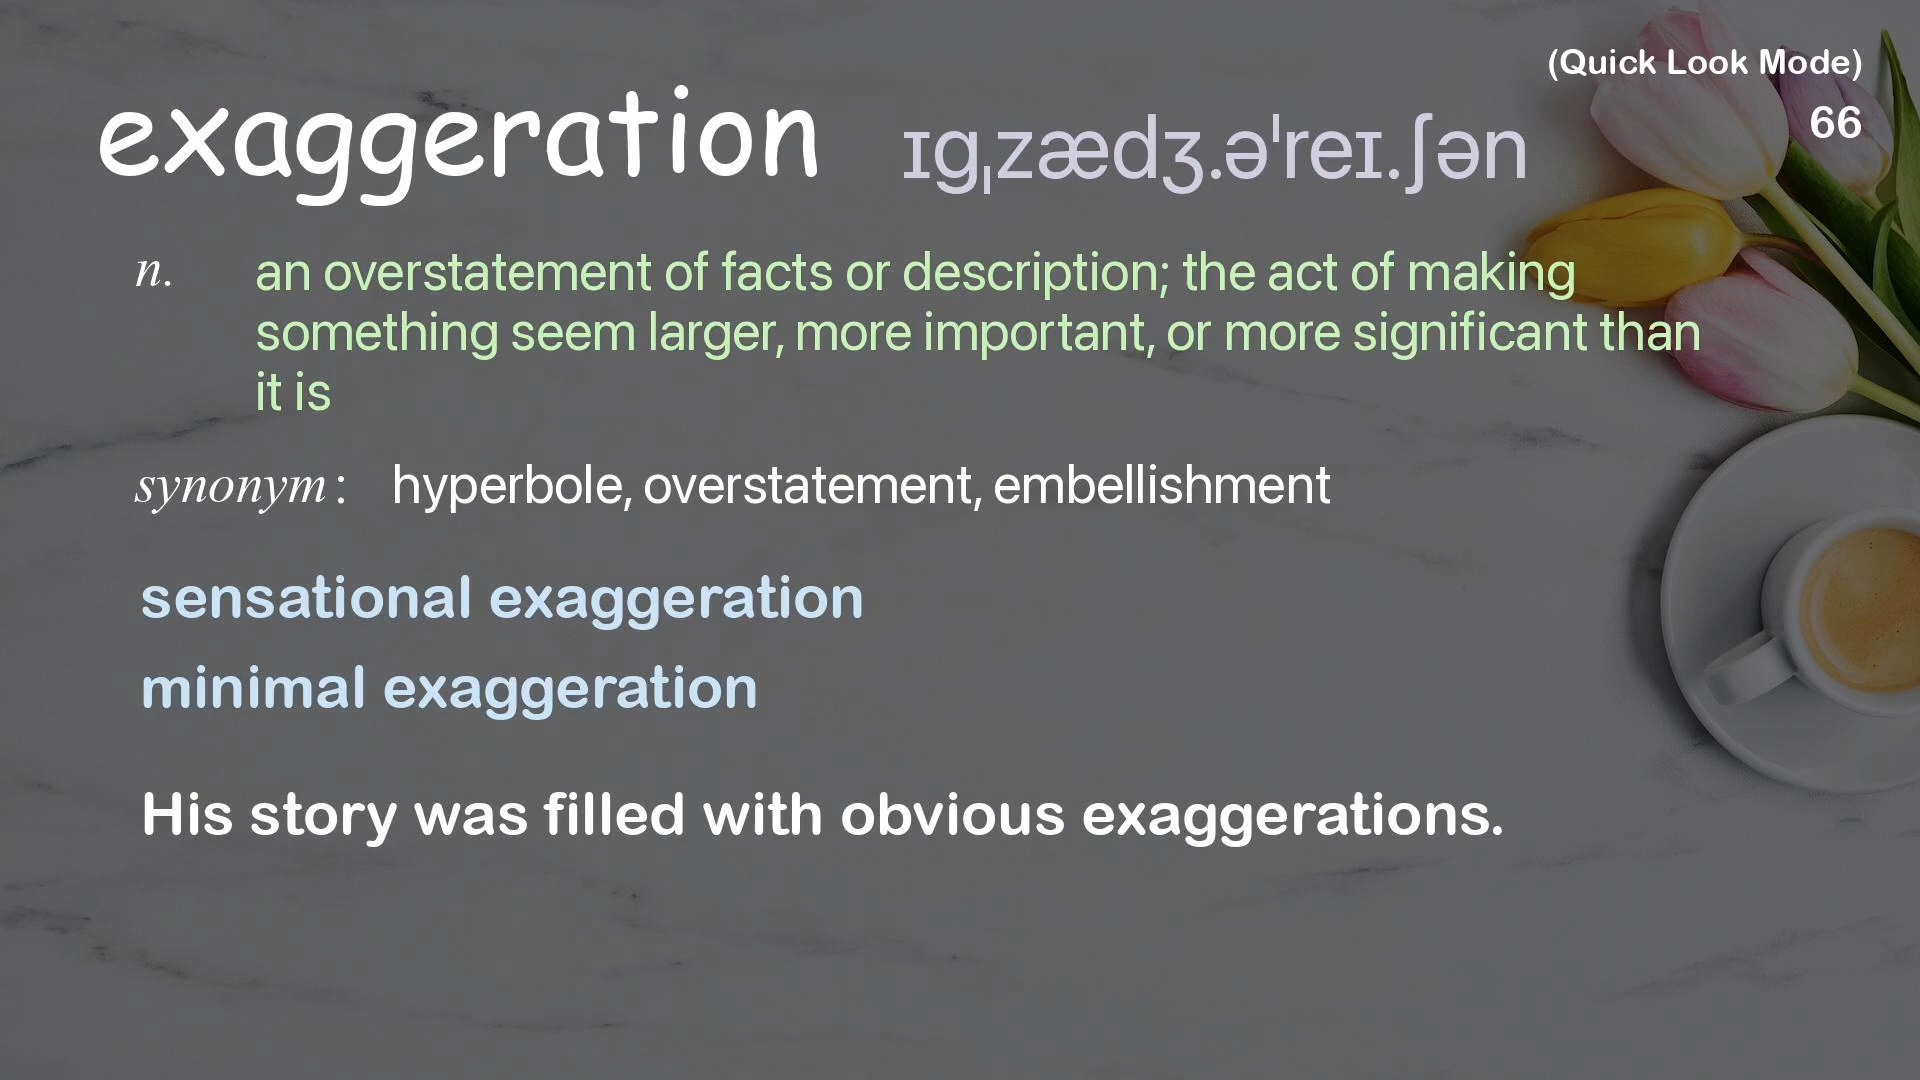 (Quick Look Mode)
66
exaggeration ɪgˌzædʒ.əˈreɪ.ʃən
n. an overstatement of facts or description; the act of making
something seem larger, more important, or more significant than
it is
synonym: hyperbole, overstatement, embellishment
sensational exaggeration
minimal exaggeration
His story was filled with obvious exaggerations.